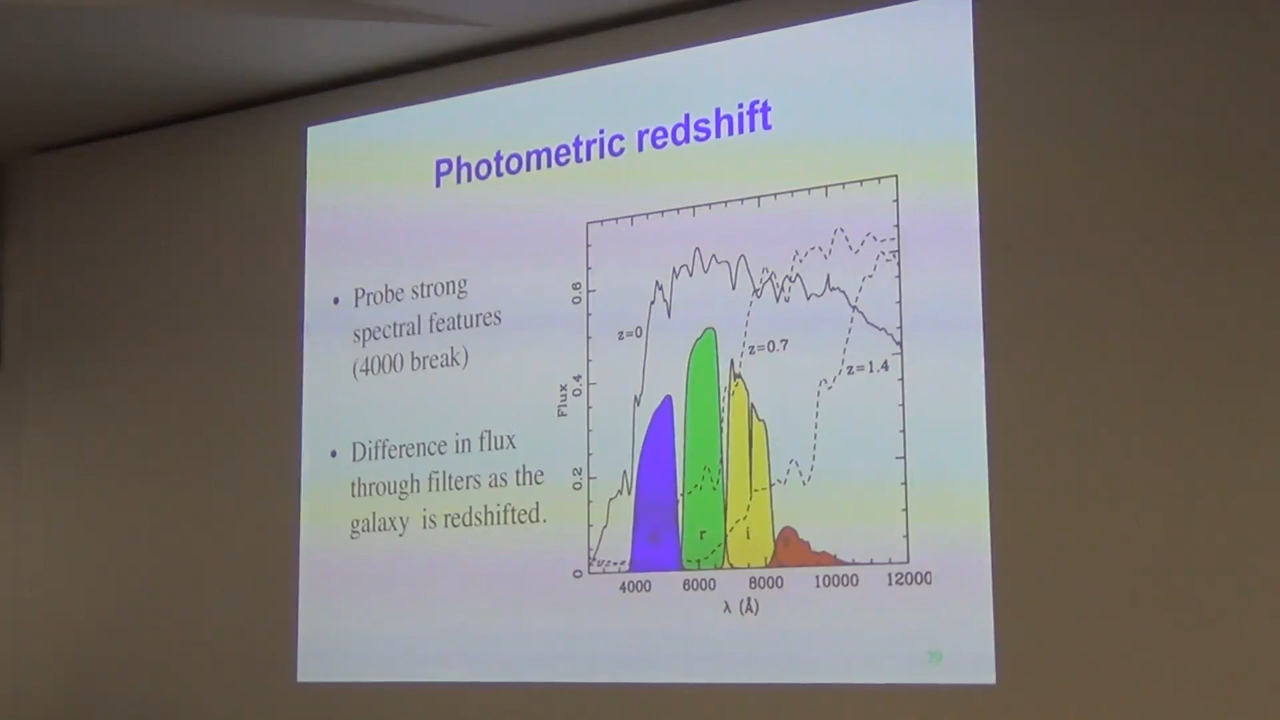 Photometric redshift
• Probe strong
spectral features
(4000 break)
• Difference in flux
through filters as the
galaxy is redshifted.
Flux
0.8
0.4
0.2
0
z=0
z=0.7
z=1.4
r
i
4000 6000 8000 10000 12000
λ (Å)